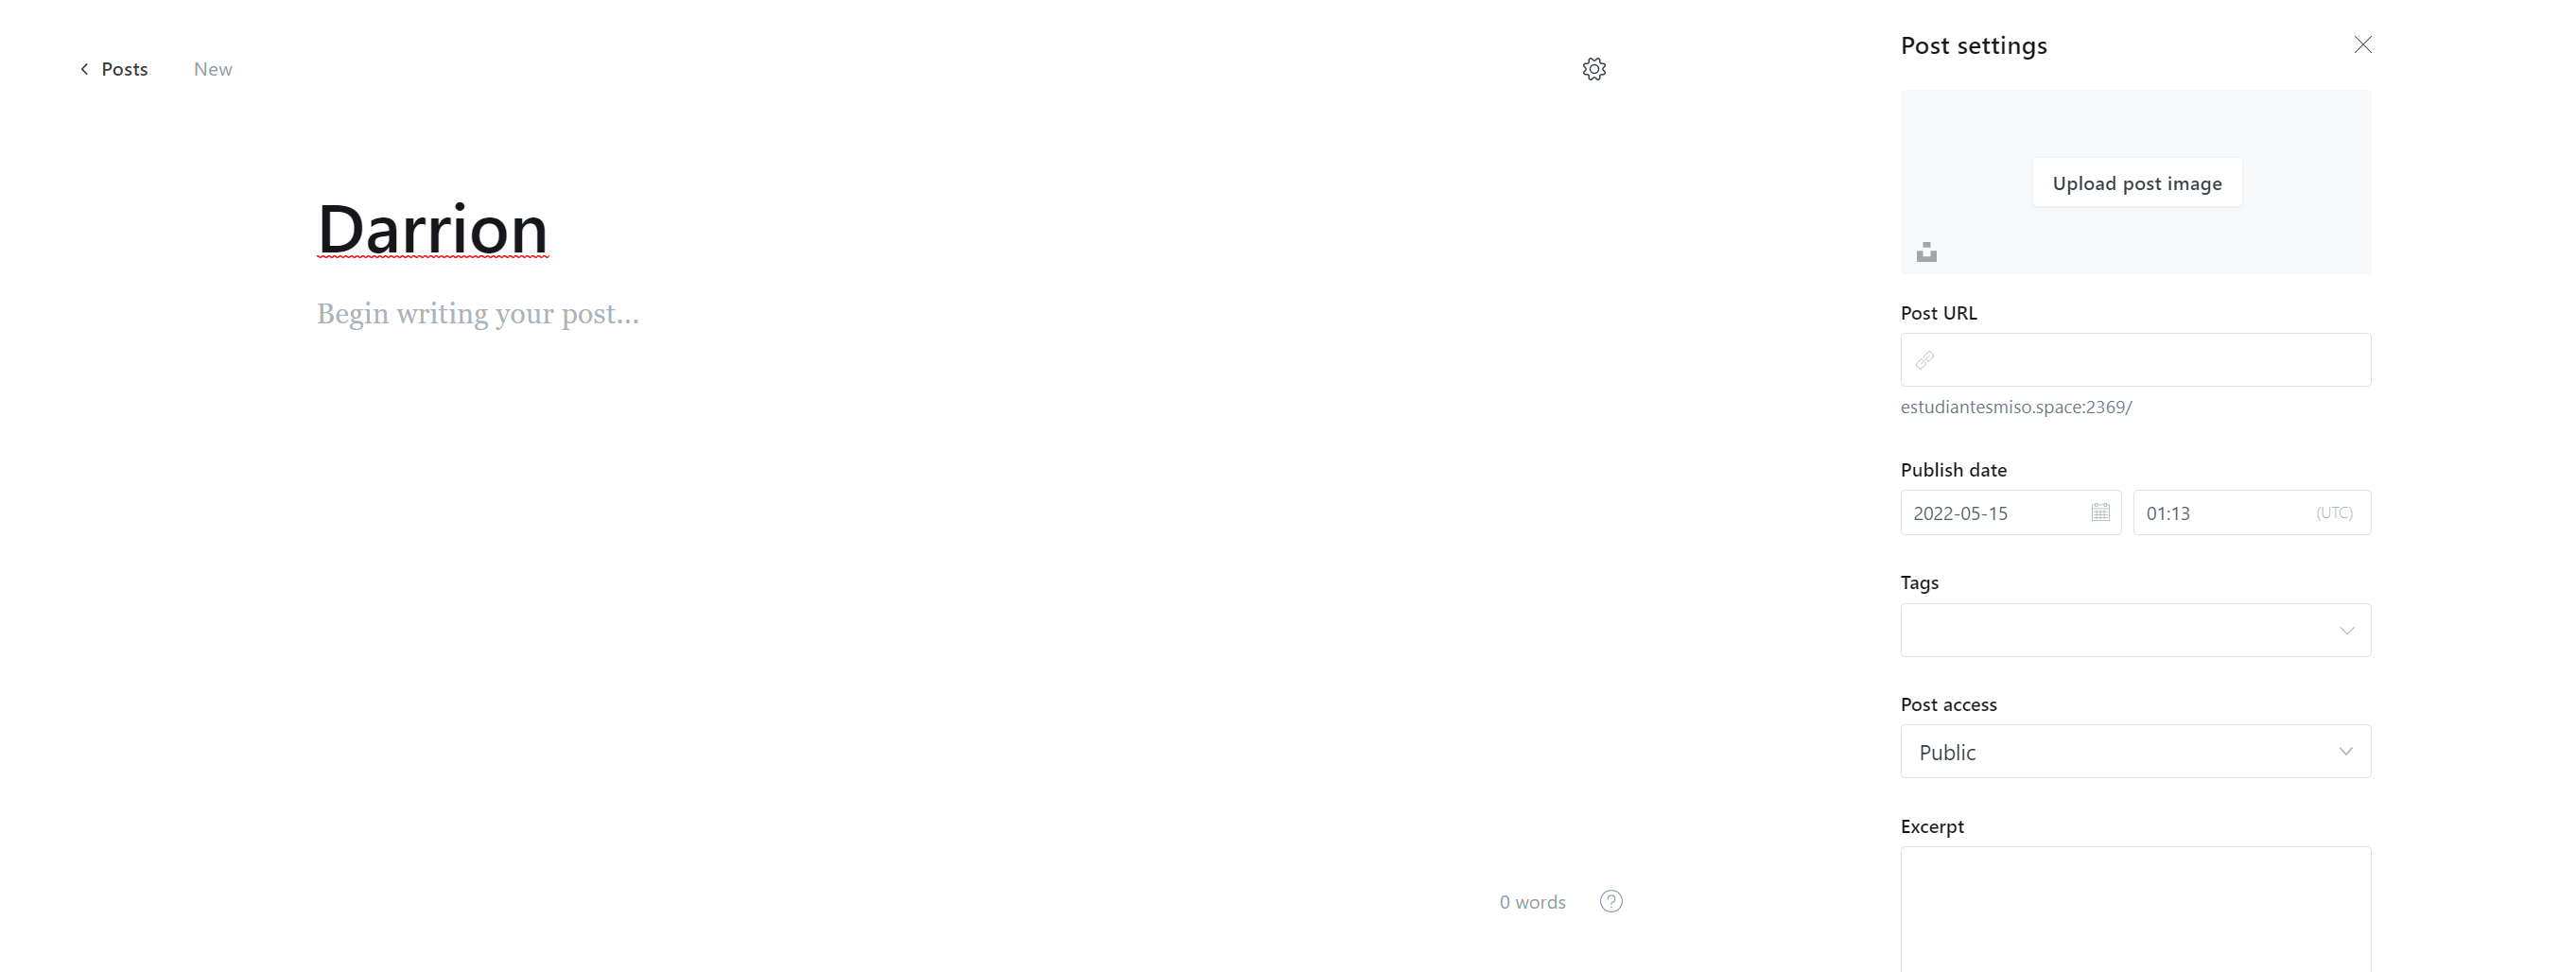 Posts
New
Darrion
Begin writing your post...
0 words
?
Post settings
Upload post image
Post URL
estudiantesmiso.space:2369/
Publish date
2022-05-15
01:13 (UTC)
Tags
Post access
Public
Excerpt